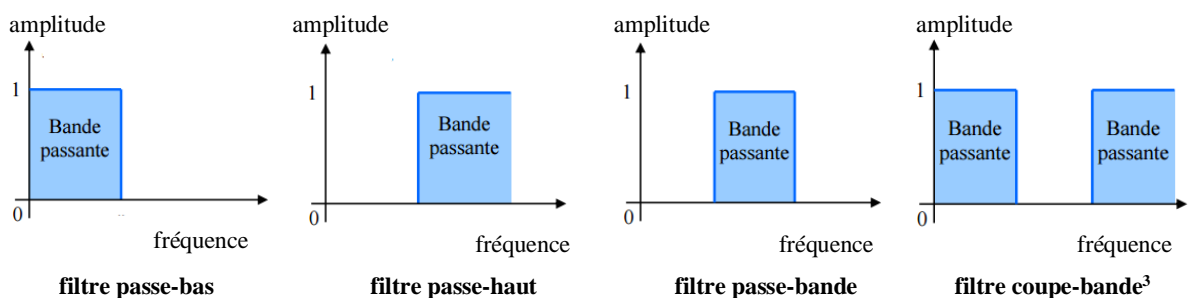 amplitude
1
Bande
passante
0
fréquence
filtre passe-bas
amplitude
1
Bande
passante
0
fréquence
filtre passe-haut
amplitude
1
Bande
passante
0
fréquence
filtre passe-bande
amplitude
1
Bande
passante
Bande
passante
0
fréquence
filtre coupe-bande³